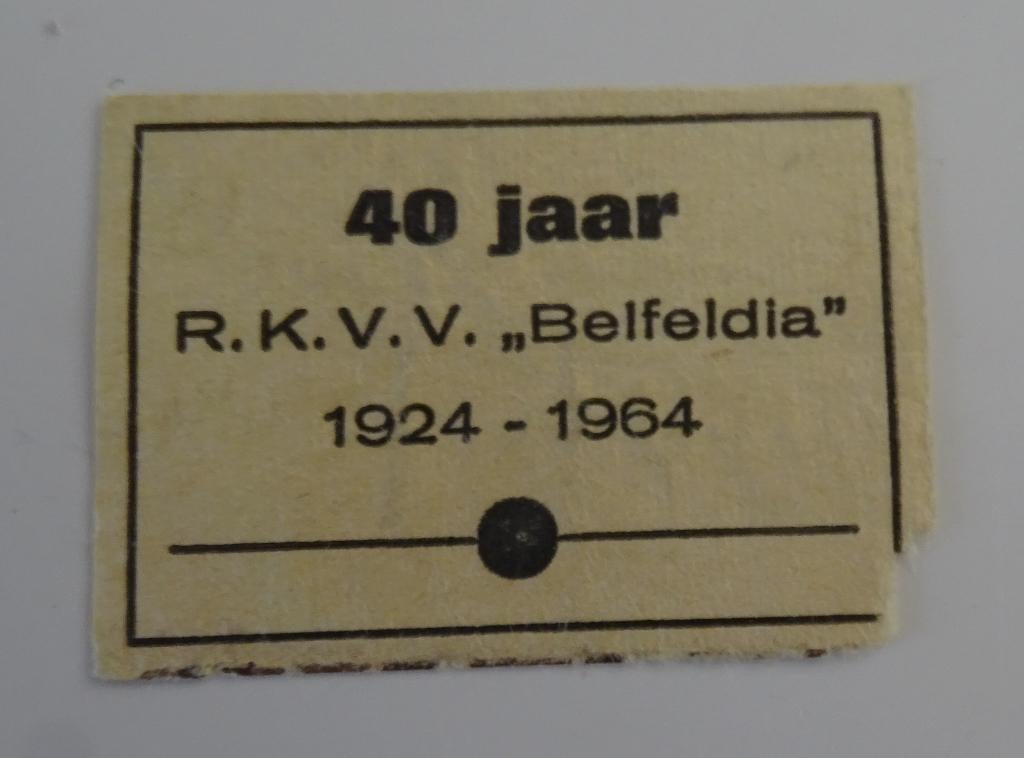 40 jaar
R.K.V.V. „Belfeldia”
1924 - 1964